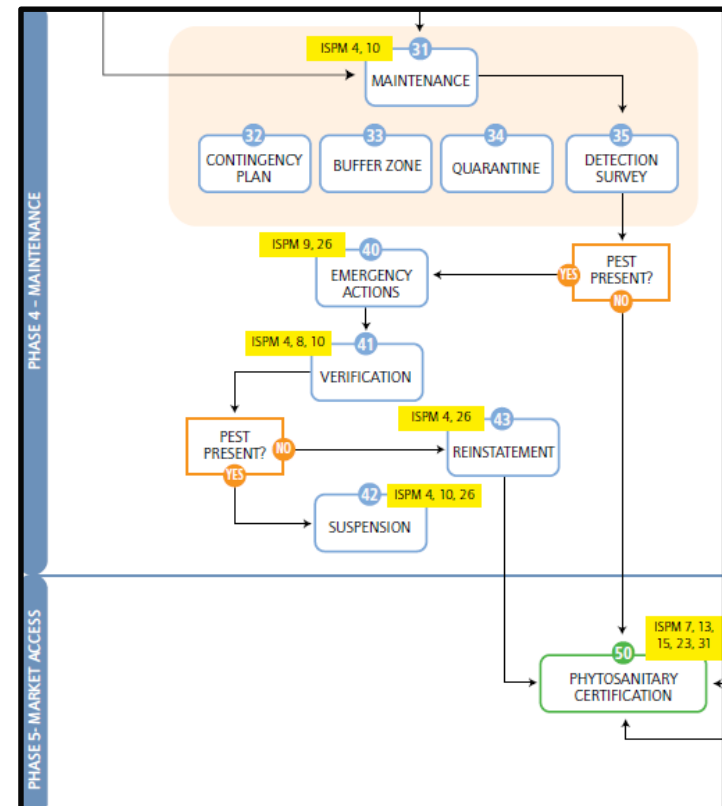 PHASE 4 – MAINTENANCE
ISPM 4, 10
31
MAINTENANCE
32
CONTINGENCY
PLAN
33
BUFFER ZONE
34
QUARANTINE
35
DETECTION
SURVEY
ISPM 9, 26
40
EMERGENCY
ACTIONS
PEST
PRESENT?
YES
NO
ISPM 4, 8, 10
41
VERIFICATION
PEST
PRESENT?
NO
YES
ISPM 4, 26
43
REINSTATEMENT
42
ISPM 4, 10, 26
SUSPENSION
PHASE 5- MARKET ACCESS
ISPM 7, 13,
15, 23, 31
50
PHYTOSANITARY
CERTIFICATION